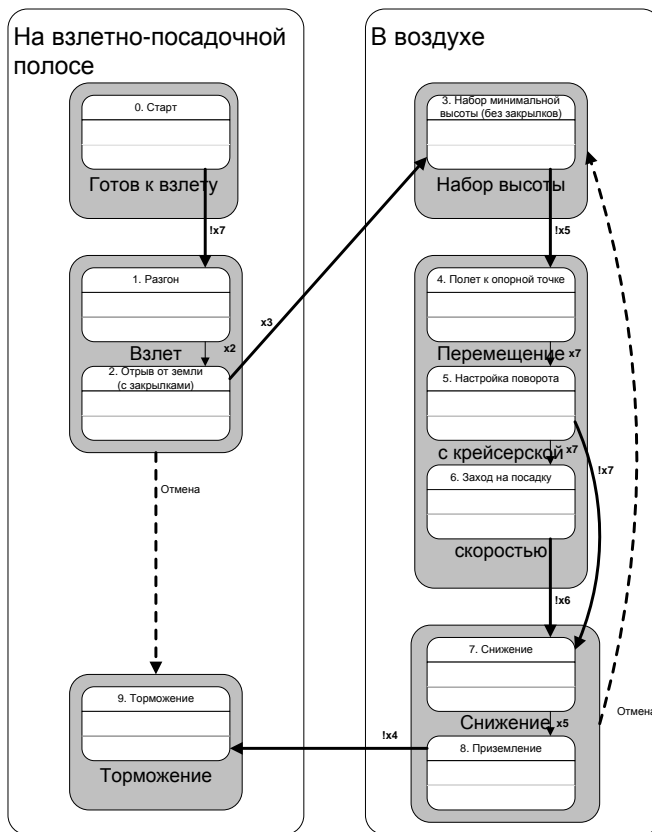 На взлетно-посадочной
полосе
0. Старт
Готов к взлету
!x7
1. Разгон
x2
Взлет
2. Отрыв от земли
(с закрылками)
x3
Отмена
9. Торможение
Торможение
В воздухе
3. Набор минимальной
высоты (без закрылков)
Набор высоты
!x5
4. Полет к опорной точке
Перемещение
x7
5. Настройка поворота
с крейсерской
x7
!x7
6. Заход на посадку
скоростью
!x6
7. Снижение
Снижение
x5
8. Приземление
!x4
Отмена